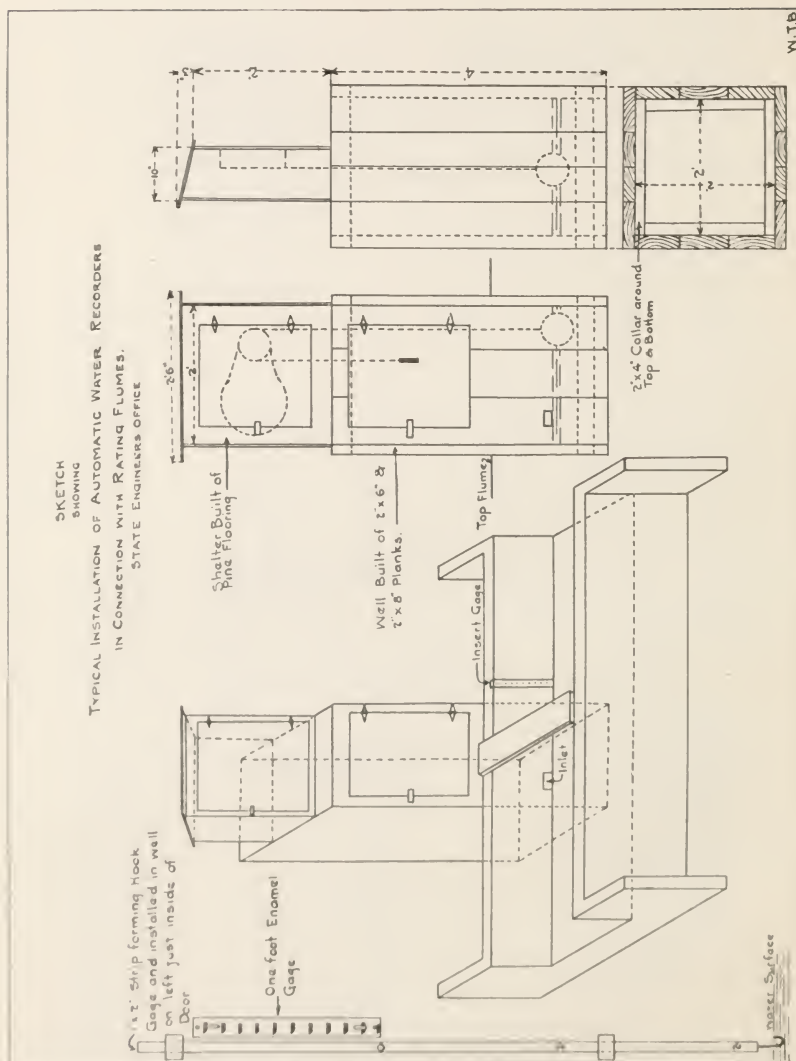 SKETCH
SHOWING
TYPICAL INSTALLATION OF AUTOMATIC WATER RECORDERS
IN CONNECTION WITH RATING FLUMES.
STATE ENGINEERS OFFICE
1"x2" Strip forming Hook
Gage and installed in well
on left just inside of
Door
One foot Enamel
Gage
0
2
Water Surface
Shelter Built of
Pine Flooring
2'6"
2'
Well Built of 2"x6" &
2"x8" Planks.
Top Flume
Insert Gage
Inlet
3"
2'
10"
4'
2'
2'
2"x4" Collar around
Top & Bottom
W.T.B